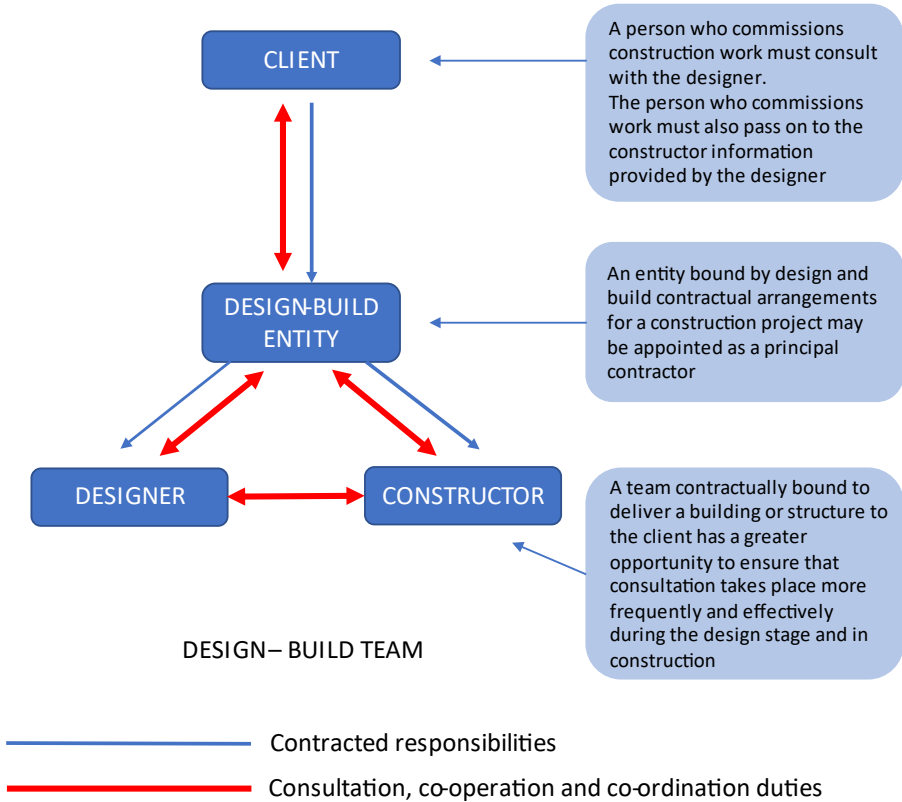 CLIENT
A person who commissions
construction work must consult
with the designer.
The person who commissions
work must also pass on to the
constructor information
provided by the designer
DESIGN-BUILD
ENTITY
An entity bound by design and
build contractual arrangements
for a construction project may
be appointed as a principal
contractor
DESIGNER
CONSTRUCTOR
A team contractually bound to
deliver a building or structure to
the client has a greater
opportunity to ensure that
consultation takes place more
frequently and effectively
during the design stage and in
construction
DESIGN – BUILD TEAM
Contracted responsibilities
Consultation, co-operation and co-ordination duties